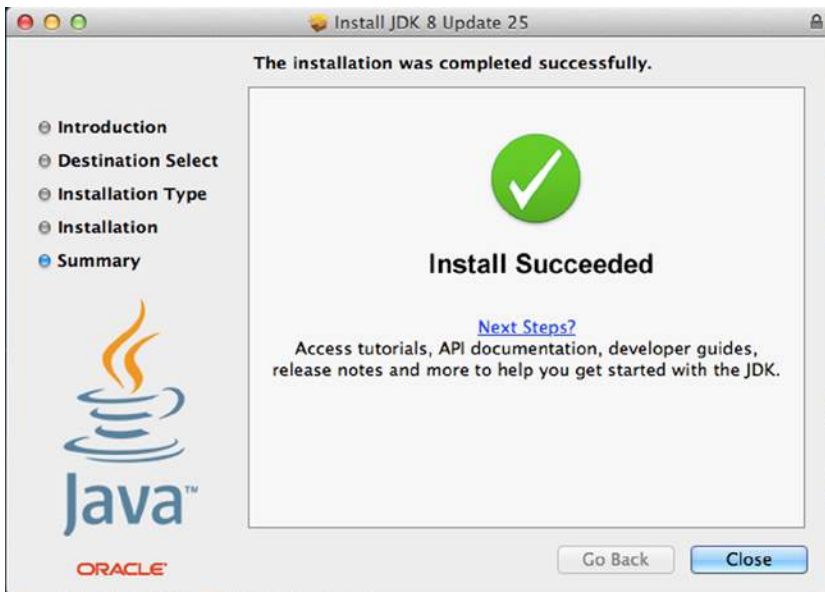 Install JDK 8 Update 25
The installation was completed successfully.
Introduction
Destination Select
Installation Type
Installation
Summary
Install Succeeded
Next Steps?
Access tutorials, API documentation, developer guides,
release notes and more to help you get started with the JDK.
Java™
ORACLE®
Go Back
Close